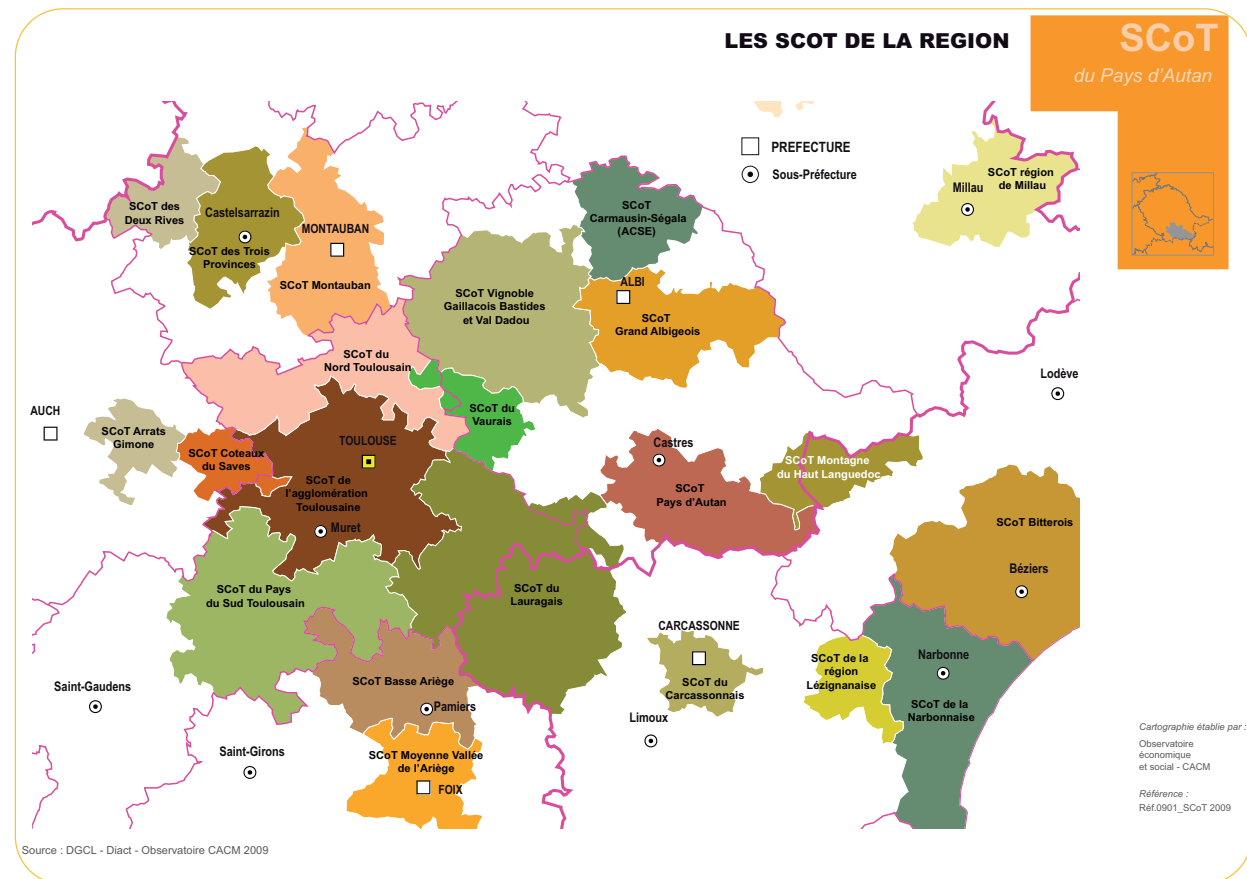 LES SCOT DE LA REGION
SCoT
du Pays d'Autan
PREFECTURE
Sous-Préfecture
SCoT des
Deux Rives
Castelsarrazin
SCoT des Trois
Provinces
MONTAUBAN
SCoT Montauban
SCoT
Carmausin-Ségala
(ACSE)
SCoT Vignoble
Gaillacois Bastides
et Val Dadou
ALBI
SCoT
Grand Albigeois
SCoT région
de Millau
Millau
SCoT du
Nord Toulousain
Lodève
AUCH
SCoT Arrats
Gimone
SCoT Coteaux
du Saves
TOULOUSE
SCoT de
l'agglomération
Toulousaine
Muret
SCoT du
Vaurais
Castres
SCoT
Pays d'Autan
SCoT Montagne
du Haut Languedoc
SCoT Bitterois
Béziers
SCoT du Pays
du Sud Toulousain
SCoT du
Lauragais
CARCASSONNE
SCoT du
Carcassonnais
SCoT de la
région
Lézignanaise
Narbonne
SCoT de la
Narbonnaise
Saint-Gaudens
SCoT Basse Ariège
Pamiers
Limoux
Saint-Girons
SCoT Moyenne Vallée
de l'Ariège
FOIX
Cartographie établie par :
Observatoire
économique
et social - CACM
Référence :
Réf.0901_SCoT 2009
Source : DGCL - Diact - Observatoire CACM 2009